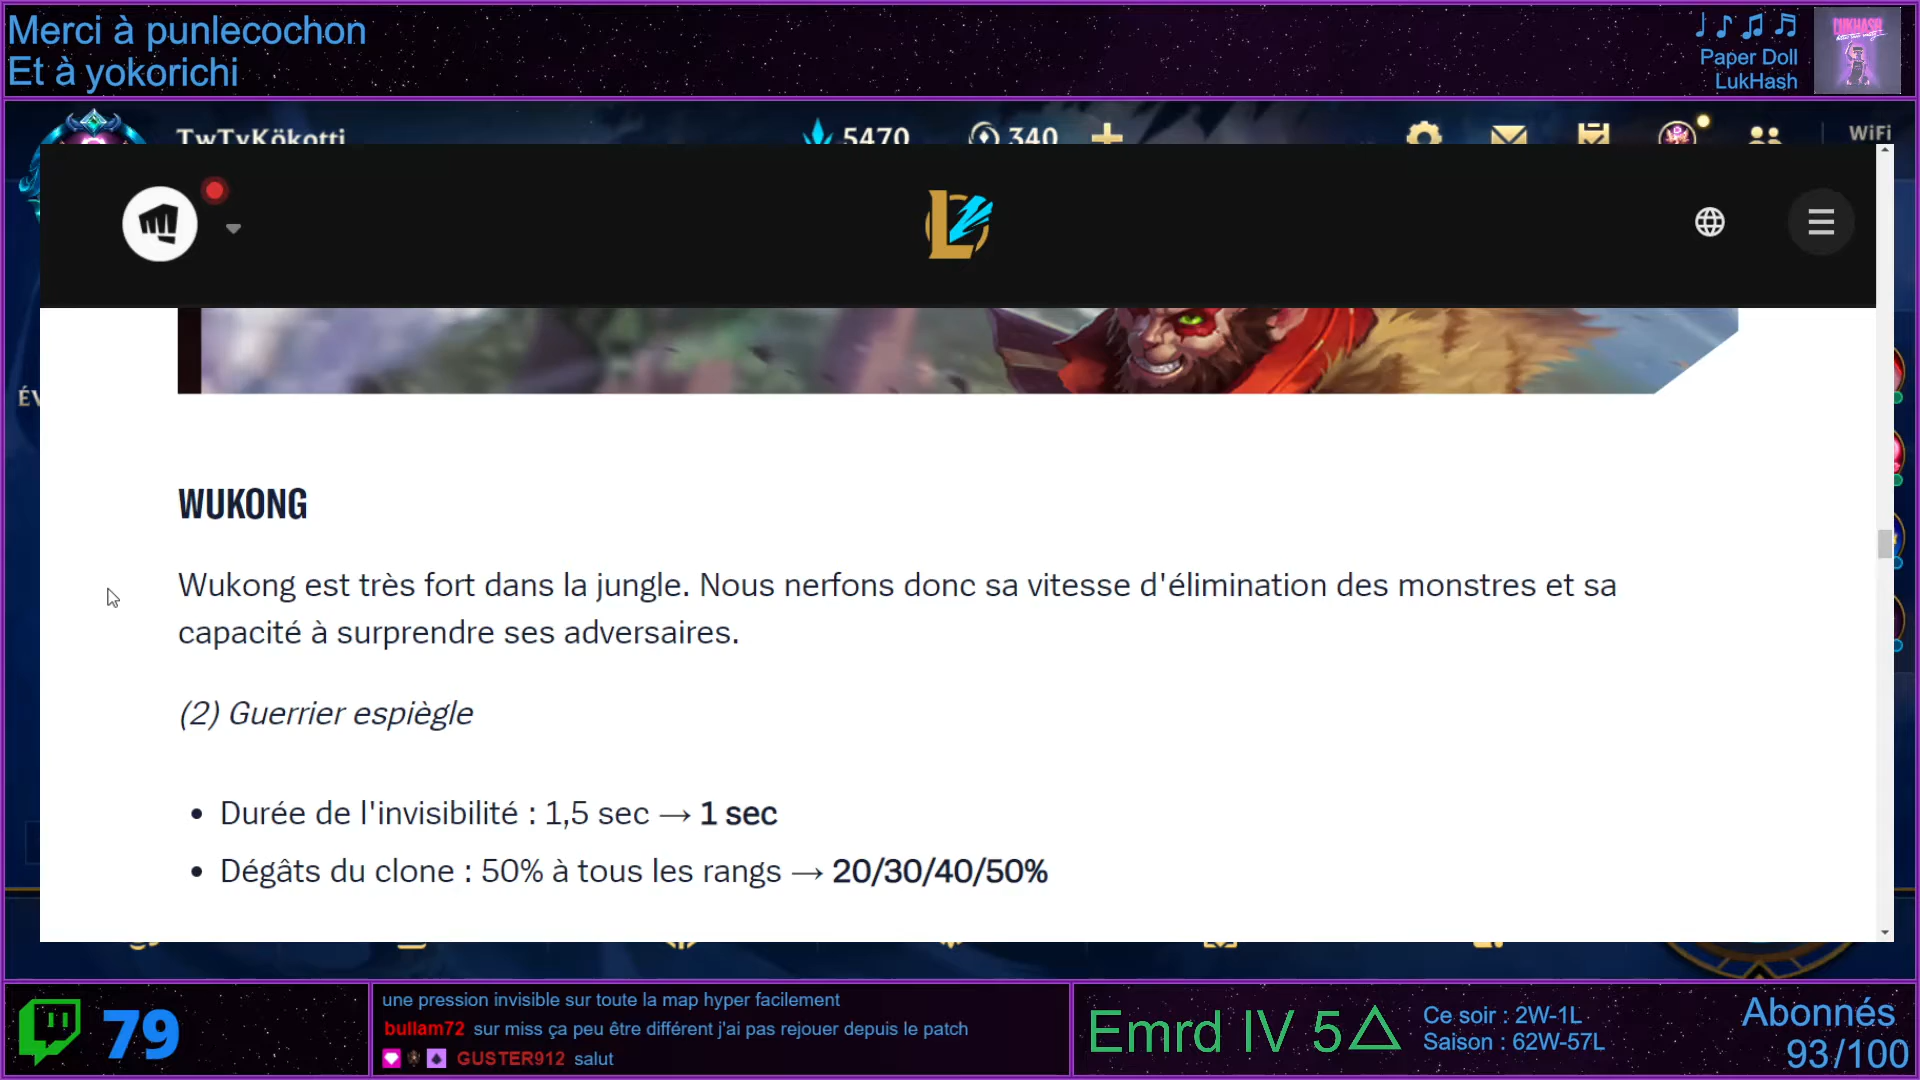 Merci à punlecochon
Et à yokorichi
Paper Doll
LukHash
TwTvKökotti
5470
340
WiFi
WUKONG
Wukong est très fort dans la jungle. Nous nerfons donc sa vitesse d'élimination des monstres et sa
capacité à surprendre ses adversaires.
(2) Guerrier espiègle
• Durée de l'invisibilité : 1,5 sec → 1 sec
• Dégâts du clone : 50% à tous les rangs → 20/30/40/50%
79
une pression invisible sur toute la map hyper facilement
bullam72 sur miss ça peu être différent j'ai pas rejouer depuis le patch
GUSTER912 salut
Emrd IV 5△
Ce soir : 2W-1L
Saison : 62W-57L
Abonnés
93/100